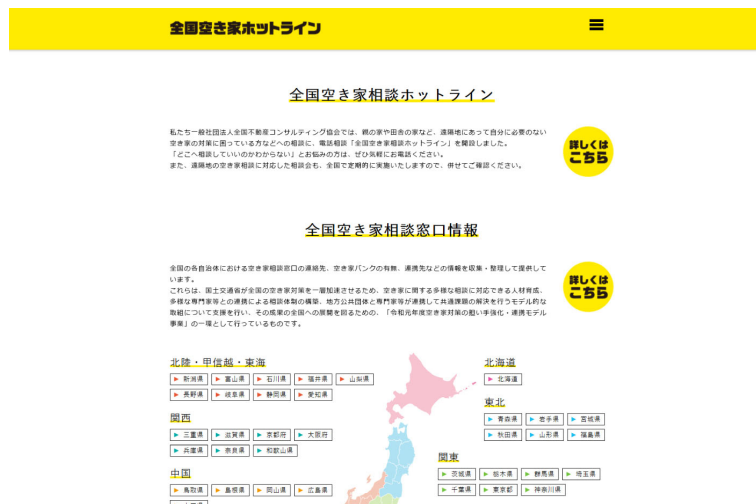 全国空き家ホットライン
全国空き家相談ホットライン
私たち一般社団法人全国不動産コンサルティング協会では、親の家や田舎の家など、遠隔地にあって自分に必要のない
空き家の対策に困っている方などへの相談に、電話相談「全国空き家相談ホットライン」を開設しました。
「どこへ相談していいのかわからない」とお悩みの方は、ぜひ気軽にお電話ください。
また、遠隔地の空き家相談に対応した相談会も、全国で定期的に実施いたしますので、併せてご確認ください。
詳しくは
こちら
全国空き家相談窓口情報
全国の各自治体における空き家相談窓口の連絡先、空き家バンクの有無、連携先などの情報を収集・整理して提供して
います。
これらは、国土交通省が全国の空き家対策を一層加速させるため、空き家に関する多様な相談に対応できる人材育成、
多様な専門家等との連携による相談体制の構築、地方公共団体と専門家等が連携して共通課題の解決を行うモデル的な
取組について支援を行い、その成果の全国への展開を図るための、「令和元年度空き家対策の担い手強化・連携モデル
事業」の一環として行っているものです。
詳しくは
こちら
北陸・甲信越・東海
新潟県 富山県 石川県 福井県 山梨県
長野県 岐阜県 静岡県 愛知県
関西
三重県 滋賀県 京都府 大阪府
兵庫県 奈良県 和歌山県
中国
鳥取県 島根県 岡山県 広島県
北海道
北海道
東北
青森県 岩手県 宮城県
秋田県 山形県 福島県
関東
茨城県 栃木県 群馬県 埼玉県
千葉県 東京都 神奈川県